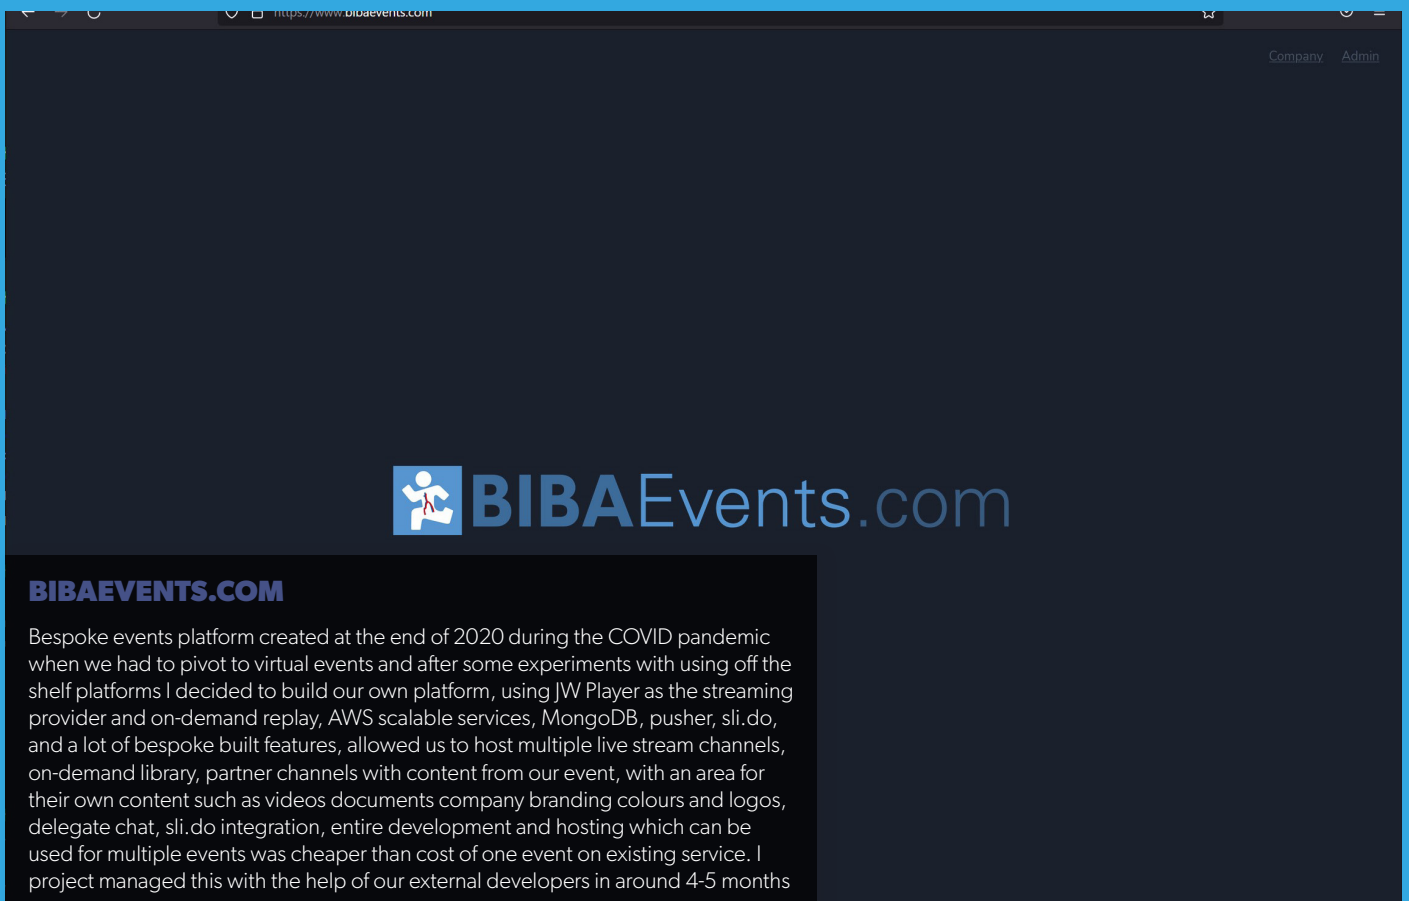 https://www.bibaevents.com
Company Admin
BIBAEvents.com
BIBAEVENTS.COM
Bespoke events platform created at the end of 2020 during the COVID pandemic
when we had to pivot to virtual events and after some experiments with using off the
shelf platforms I decided to build our own platform, using JW Player as the streaming
provider and on-demand replay, AWS scalable services, MongoDB, pusher, sli.do,
and a lot of bespoke built features, allowed us to host multiple live stream channels,
on-demand library, partner channels with content from our event, with an area for
their own content such as videos documents company branding colours and logos,
delegate chat, sli.do integration, entire development and hosting which can be
used for multiple events was cheaper than cost of one event on existing service. I
project managed this with the help of our external developers in around 4-5 months